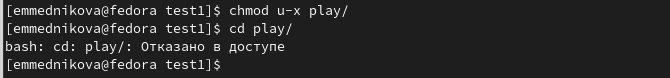 [emmednikova@fedora test1]$ chmod u-x play/
[emmednikova@fedora test1]$ cd play/
bash: cd: play/: Отказано в доступе
[emmednikova@fedora test1]$